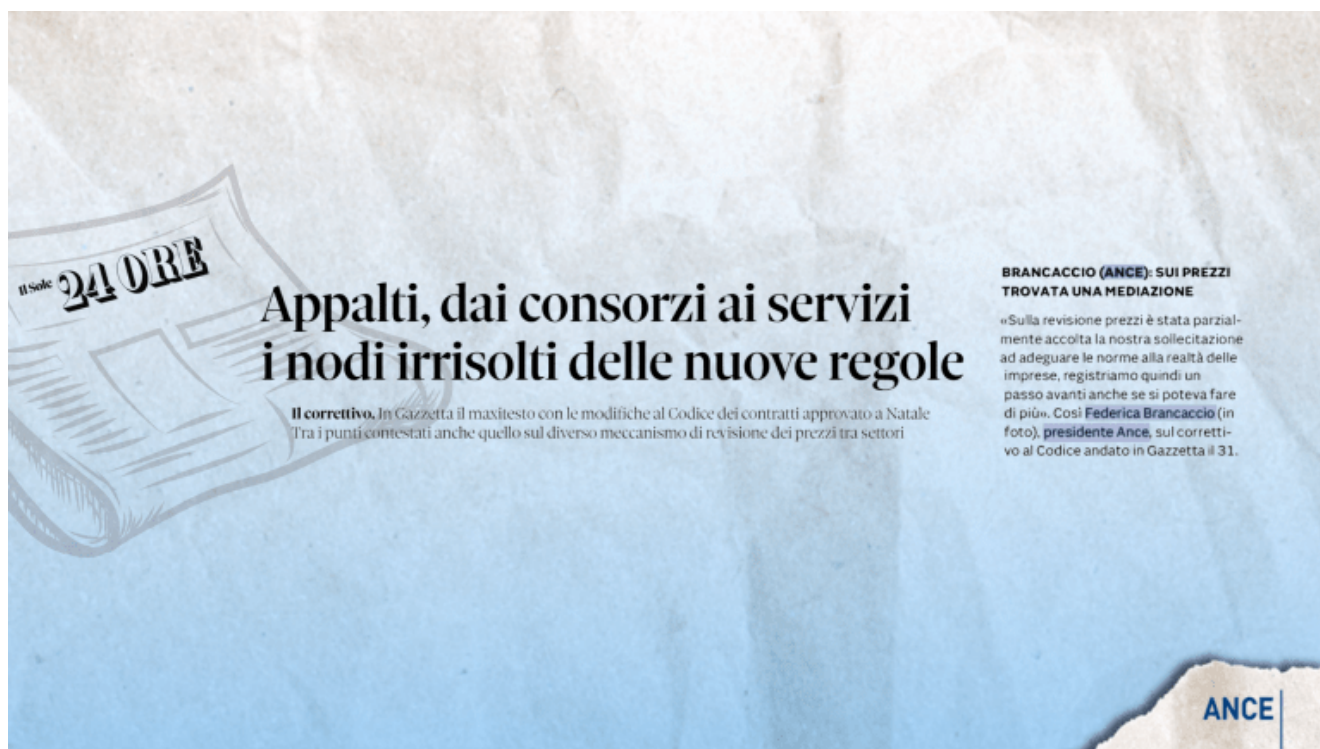 Il Sole 24 ORE
Appalti, dai consorzi ai servizi
i nodi irrisolti delle nuove regole
Il correttivo. In Gazzetta il maxitesto con le modifiche al Codice dei contratti approvato a Natale
Tra i punti contestati anche quello sul diverso meccanismo di revisione dei prezzi tra settori
BRANCACCIO (ANCE): SUI PREZZI
TROVATA UNA MEDIAZIONE
«Sulla revisione prezzi è stata parzial-
mente accolta la nostra sollecitazione
ad adeguare le norme alla realtà delle
imprese, registriamo quindi un
passo avanti anche se si poteva fare
di più». Così Federica Brancaccio (in
foto), presidente Ance, sul corretti-
vo al Codice andato in Gazzetta il 31.
ANCE